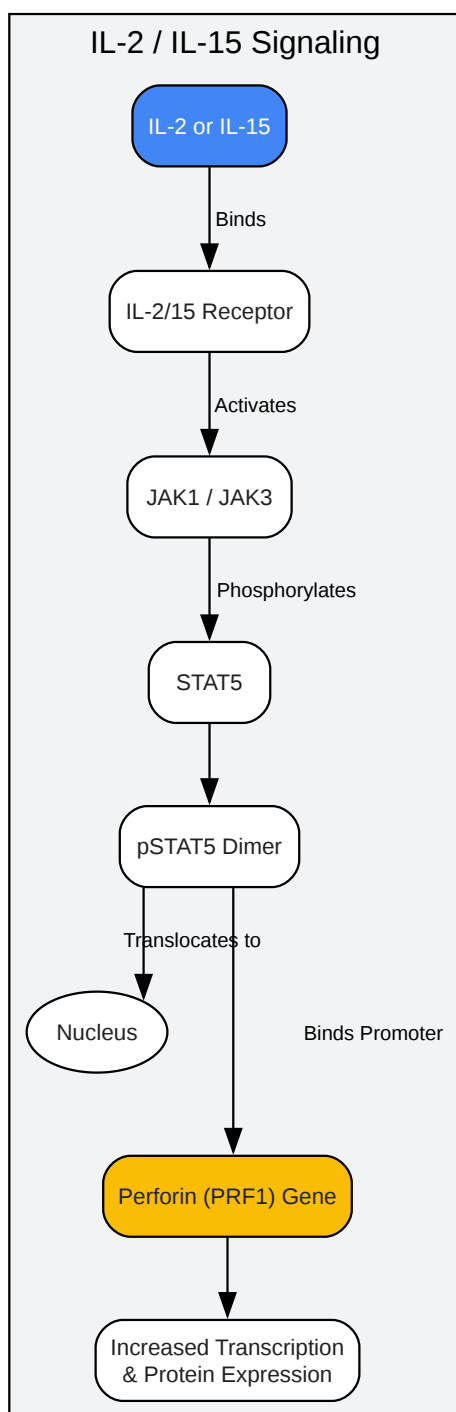 IL-2 / IL-15 Signaling
IL-2 or IL-15
Binds
IL-2/15 Receptor
Activates
JAK1 / JAK3
Phosphorylates
STAT5
pSTAT5 Dimer
Translocates to
Nucleus
Binds Promoter
Perforin (PRF1) Gene
Increased Transcription
& Protein Expression